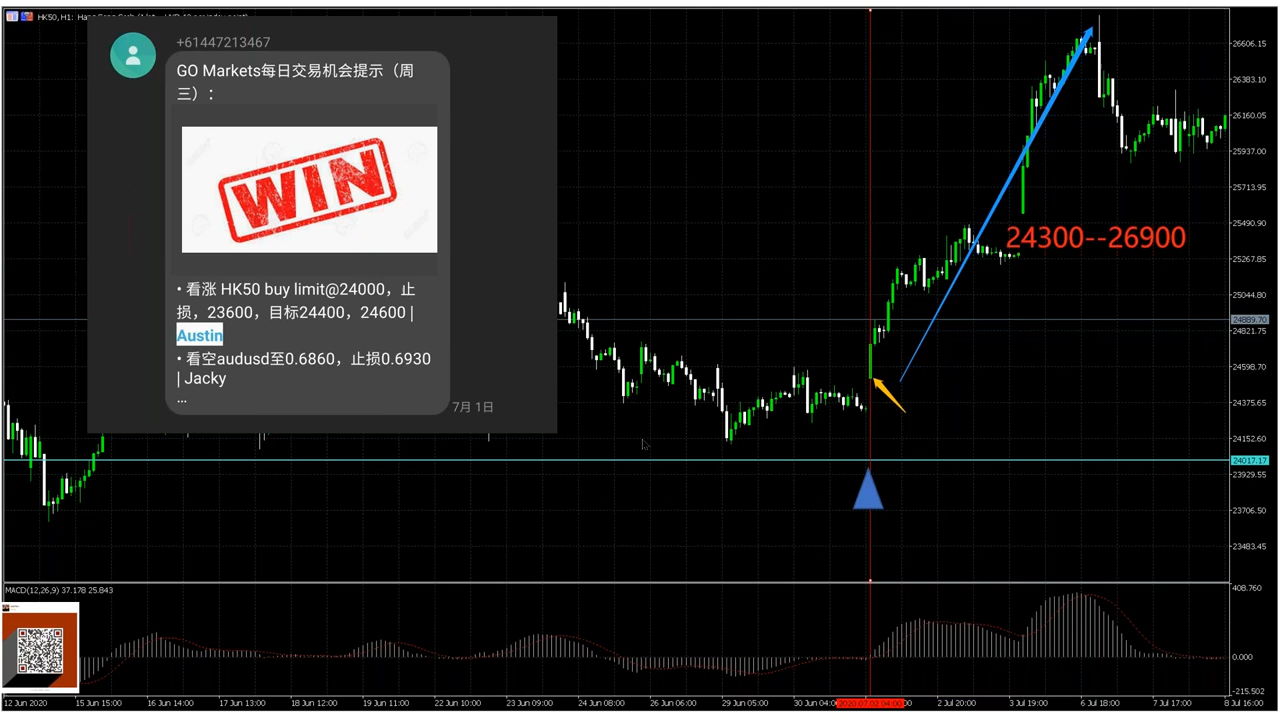 HK50, H1:
+61447213467
GO Markets每日交易机会提示（周
三）：
WIN
• 看涨 HK50 buy limit@24000，止
损，23600，目标24400，24600 |
Austin
• 看空audusd至0.6860，止损0.6930
| Jacky
...
7月 1日
24300--26900
26606.15
26383.10
26160.05
25937.00
25713.95
25490.90
25267.85
25044.80
24889.70
24821.75
24598.70
24375.65
24152.60
24017.17
23929.55
23706.50
23483.45
MACD(12,26,9) 37.178 25.843
408.760
0.000
-215.502
12 Jun 2020
15 Jun 15:00
16 Jun 14:00
17 Jun 13:00
18 Jun 12:00
19 Jun 11:00
22 Jun 10:00
23 Jun 09:00
24 Jun 08:00
26 Jun 06:00
29 Jun 05:00
30 Jun 04:00
2020.07.02 04:00
2 Jul 20:00
3 Jul 19:00
6 Jul 18:00
7 Jul 17:00
8 Jul 16:00